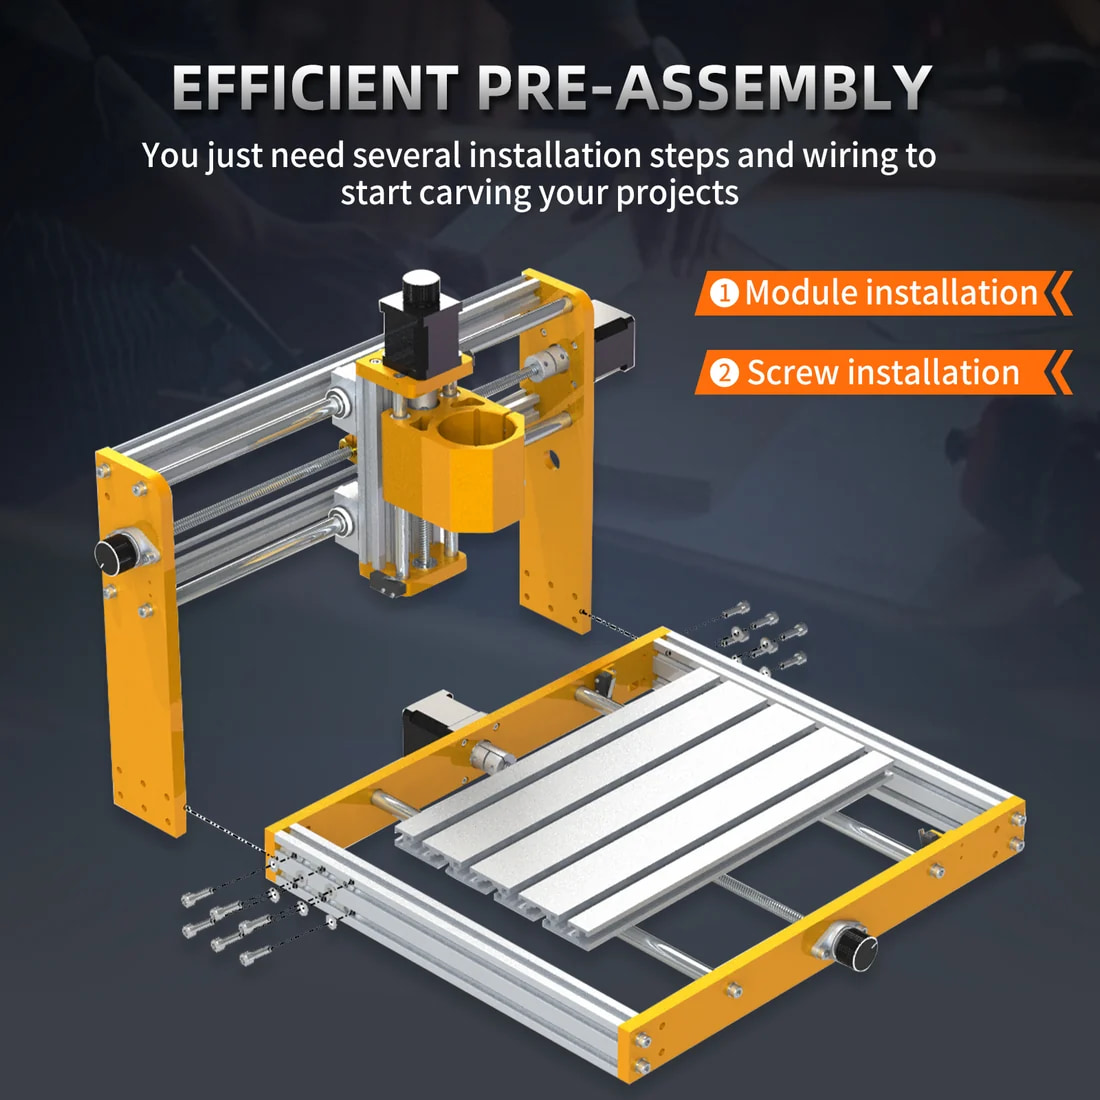 EFFICIENT PRE-ASSEMBLY
You just need several installation steps and wiring to
start carving your projects
1 Module installation
2 Screw installation